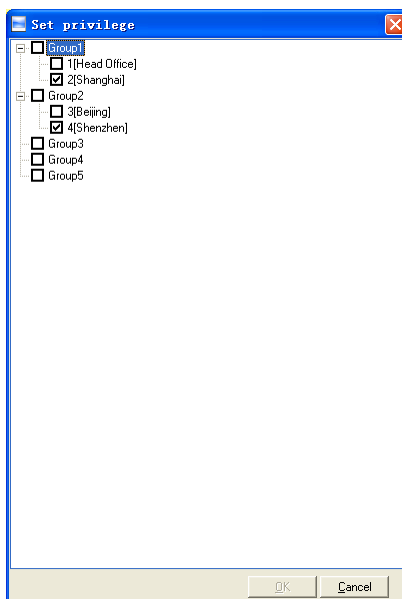 Set privilege
Group1
1[Head Office]
2[Shanghai]
Group2
3[Beijing]
4[Shenzhen]
Group3
Group4
Group5
OK Cancel